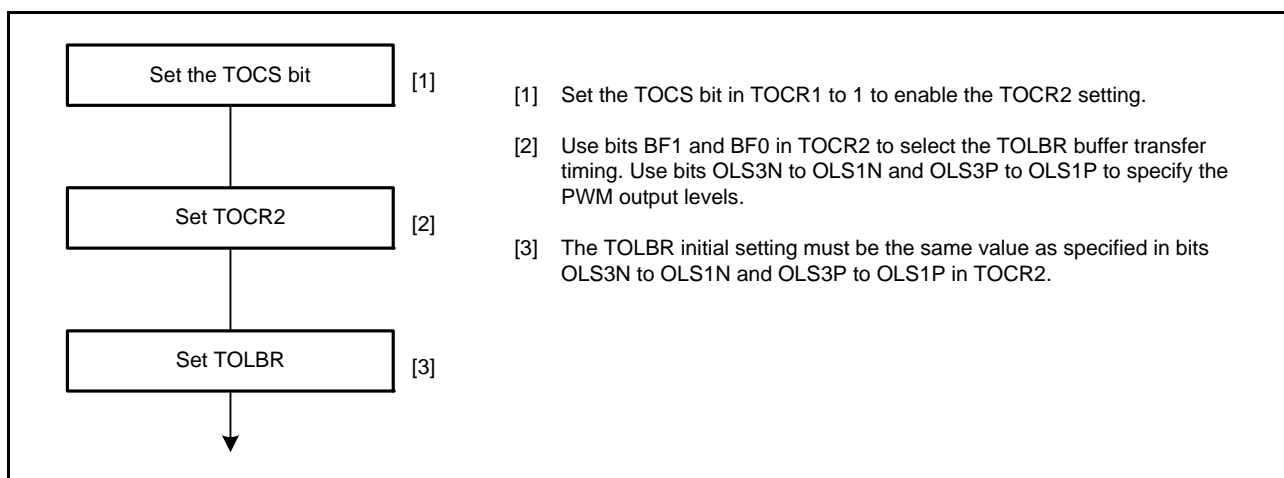 Set the TOCS bit
[1]
Set TOCR2
[2]
Set TOLBR
[3]
[1] Set the TOCS bit in TOCR1 to 1 to enable the TOCR2 setting.
[2] Use bits BF1 and BF0 in TOCR2 to select the TOLBR buffer transfer
timing. Use bits OLS3N to OLS1N and OLS3P to OLS1P to specify the
PWM output levels.
[3] The TOLBR initial setting must be the same value as specified in bits
OLS3N to OLS1N and OLS3P to OLS1P in TOCR2.